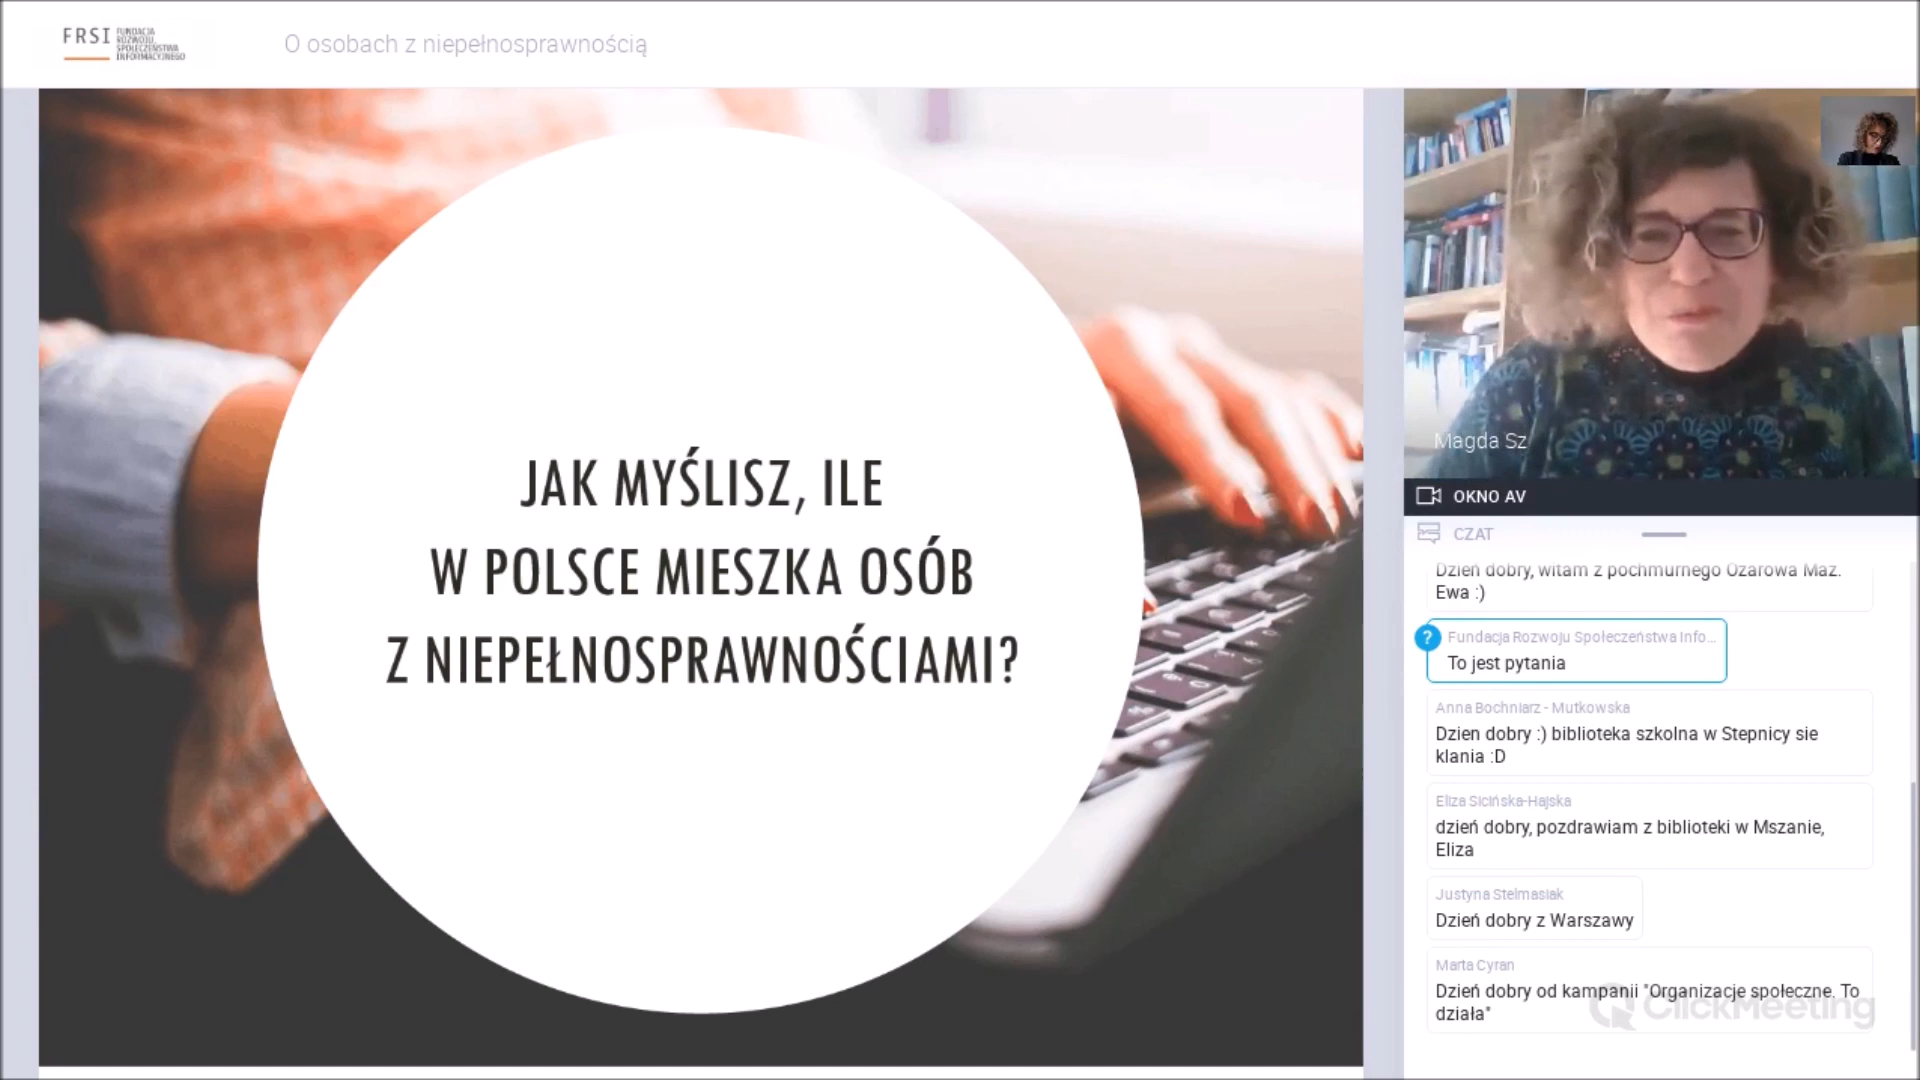 FRSI FUNDACJA
ROZWOJU
SPOŁECZEŃSTWA
INFORMACYJNEGO
O osobach z niepełnosprawnością
JAK MYŚLISZ, ILE
W POLSCE MIESZKA OSÓB
Z NIEPEŁNOSPRAWNOŚCIAMI?
Magda Sz
OKNO AV
CZAT
Dzień dobry, witam z pochmurnego Ożarowa Maz.
Ewa :)
?
Fundacja Rozwoju Społeczeństwa Info...
To jest pytania
Anna Bochniarz - Mutkowska
Dzien dobry :) biblioteka szkolna w Stepnicy sie
klania :D
Eliza Sicińska-Hajska
dzień dobry, pozdrawiam z biblioteki w Mszanie,
Eliza
Justyna Stelmasiak
Dzień dobry z Warszawy
Marta Cyran
Dzień dobry od kampanii "Organizacje społeczne. To
działa"
ClickMeeting